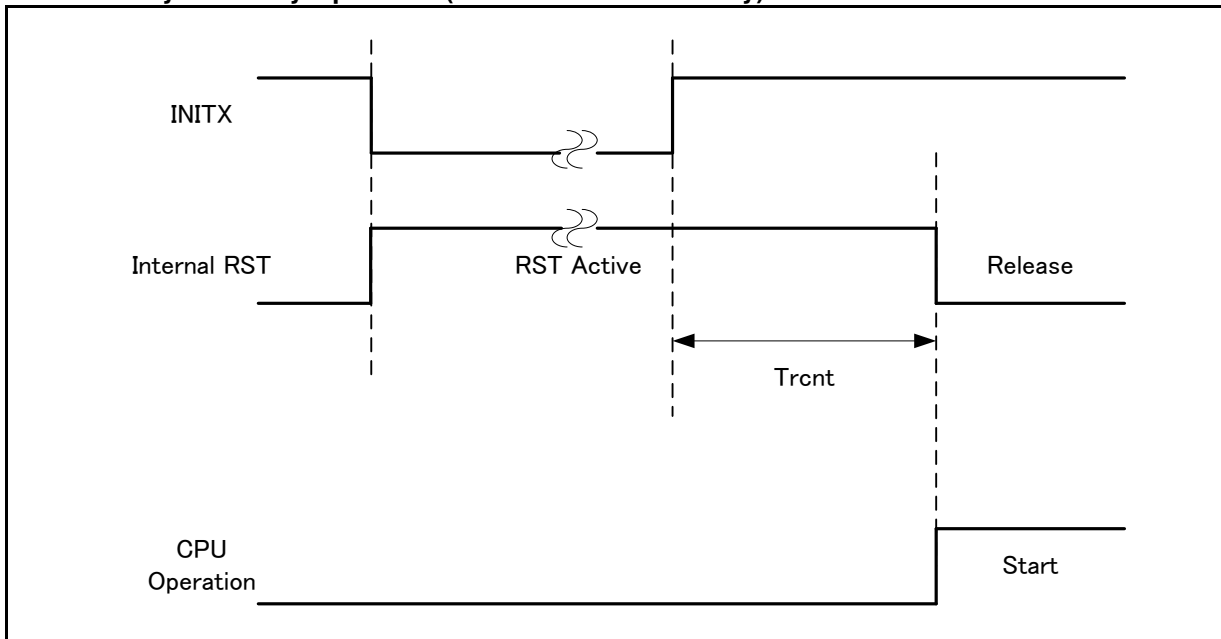 INITX
Internal RST
RST Active
Release
Trcnt
CPU
Operation
Start